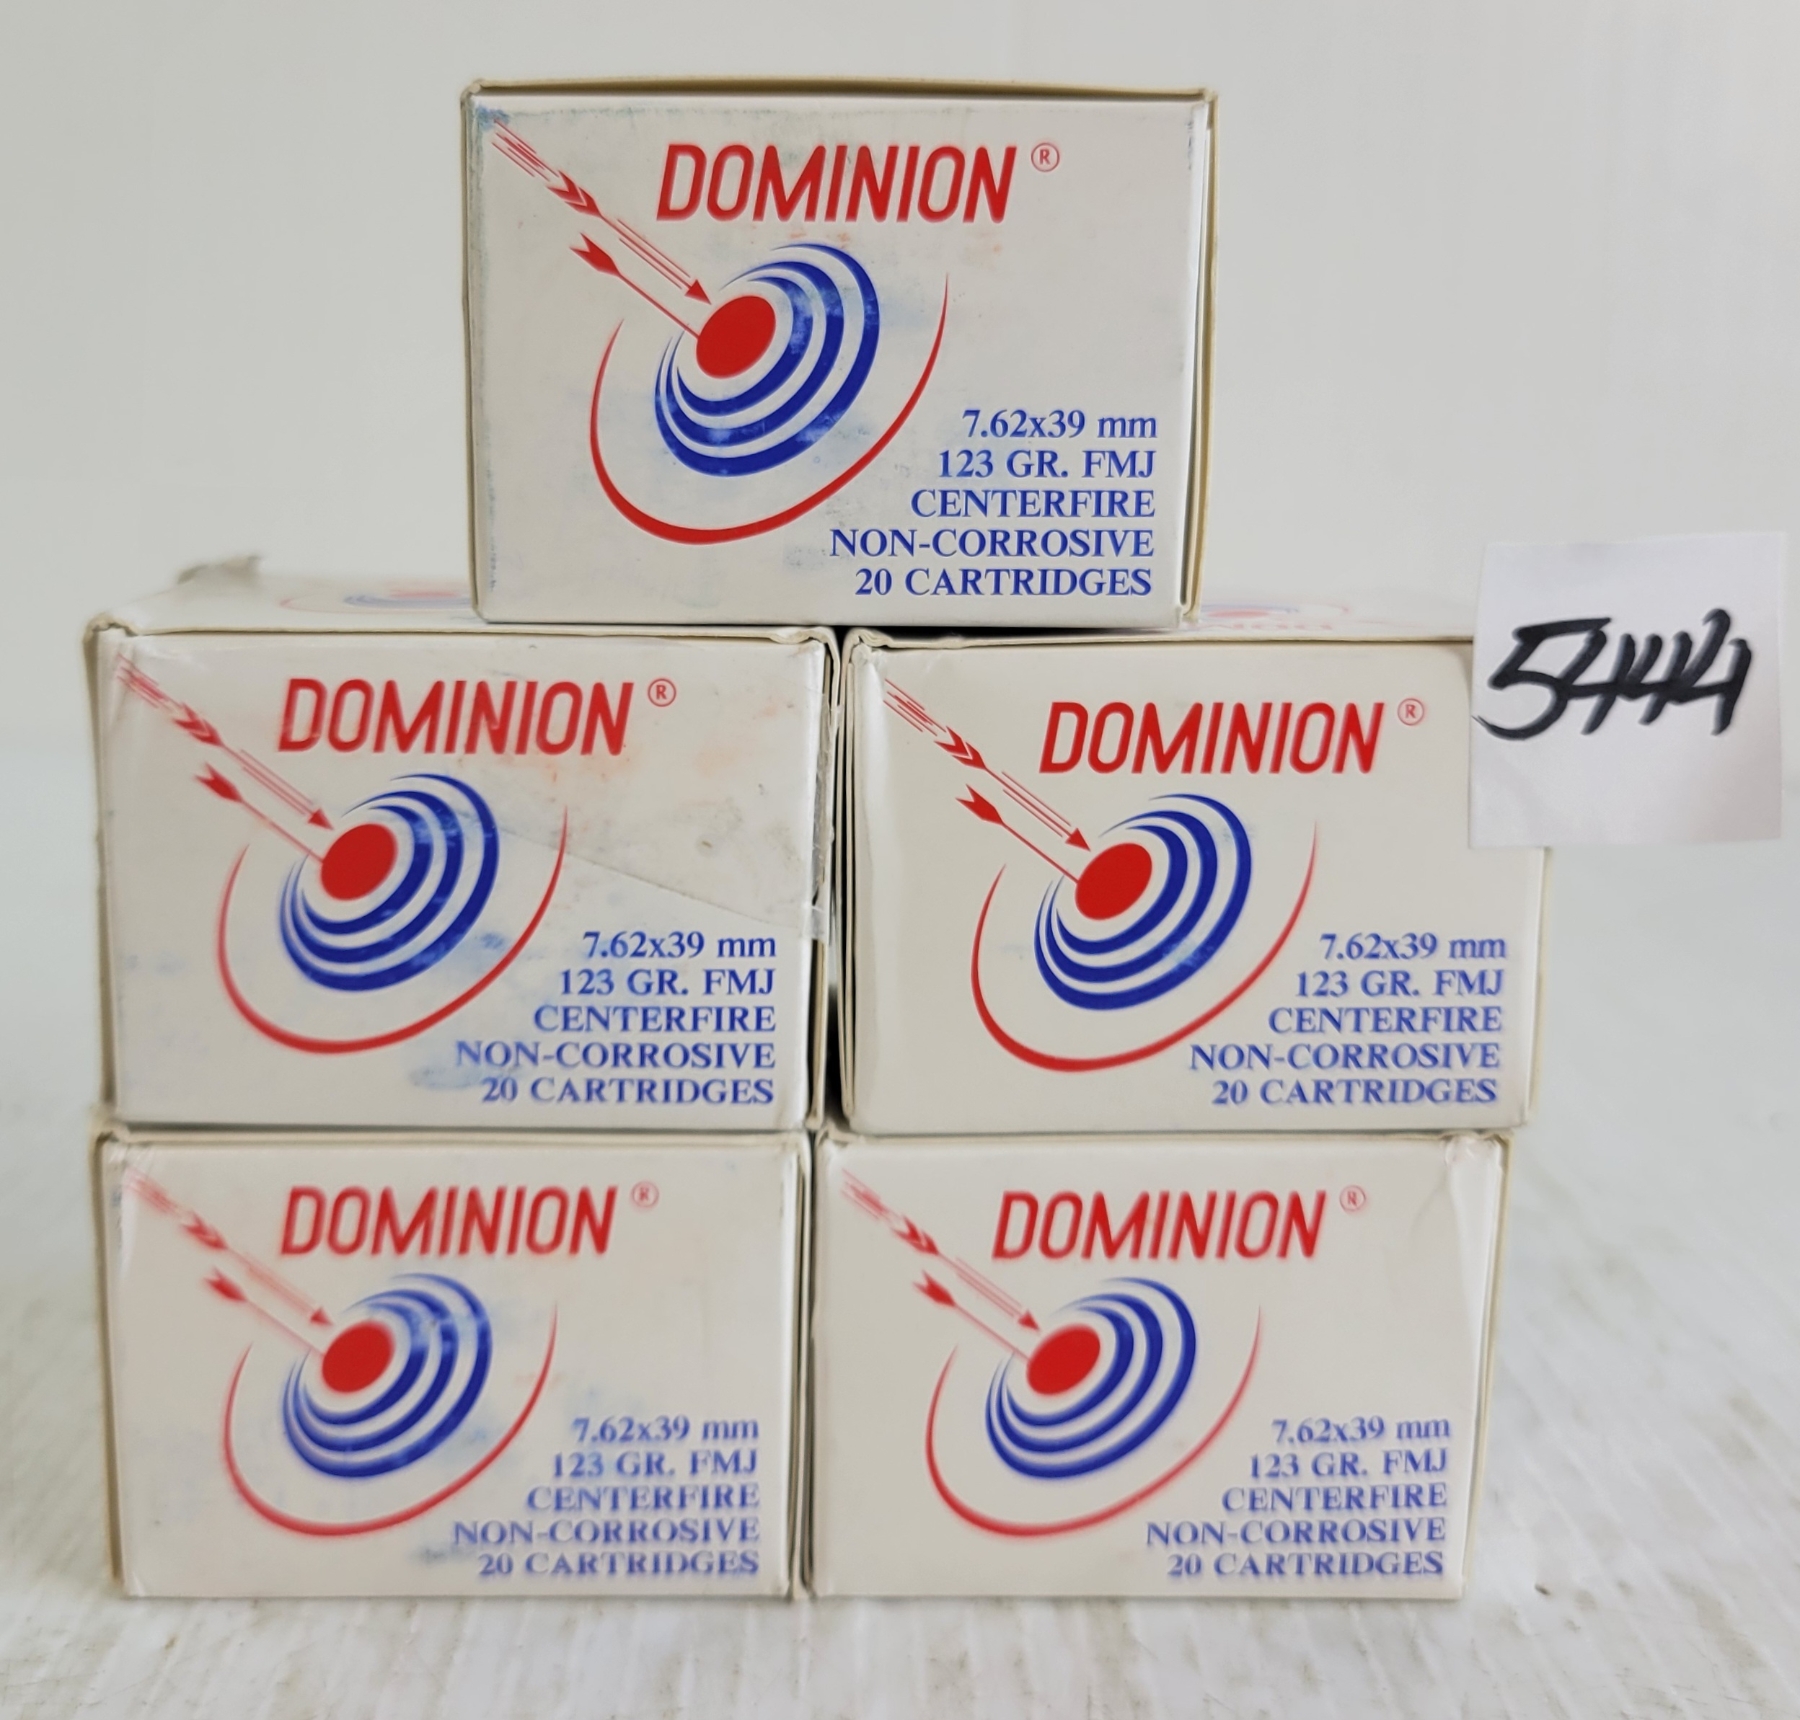 DOMINION ®
7.62x39 mm
123 GR. FMJ
CENTERFIRE
NON-CORROSIVE
20 CARTRIDGES
DOMINION ®
7.62x39 mm
123 GR. FMJ
CENTERFIRE
NON-CORROSIVE
20 CARTRIDGES
DOMINION ®
7.62x39 mm
123 GR. FMJ
CENTERFIRE
NON-CORROSIVE
20 CARTRIDGES
5444
DOMINION ®
7.62x39 mm
123 GR. FMJ
CENTERFIRE
NON-CORROSIVE
20 CARTRIDGES
DOMINION ®
7.62x39 mm
123 GR. FMJ
CENTERFIRE
NON-CORROSIVE
20 CARTRIDGES